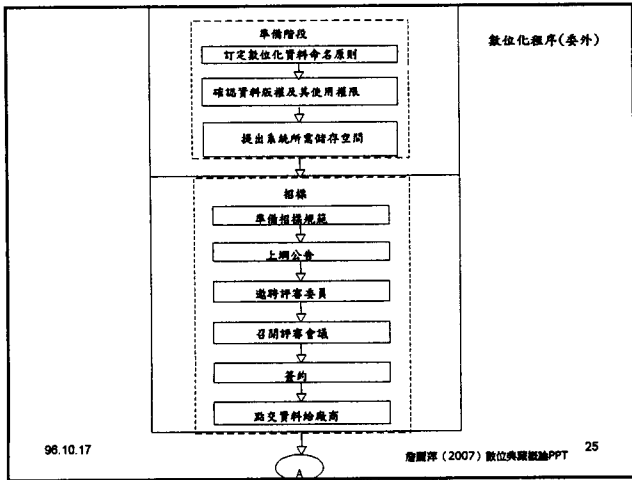 數位化程序(委外)
準備階段
訂定數位化資料命名原則
確認資料版權及其使用權限
提出系統所需儲存空間
招標
準備招標規範
上網公告
邀聘評審委員
召開評審會議
簽約
點交資料給廠商
A
96.10.17
詹麗萍（2007）數位典藏概論PPT
25